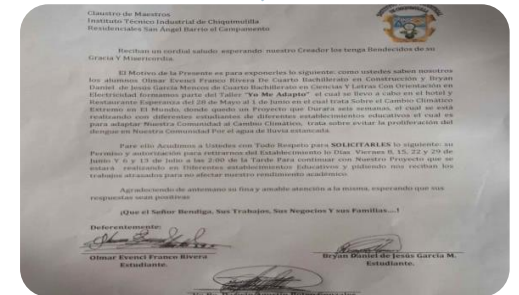 Claustro de Maestros
Instituto Técnico Industrial de Chiquimulilla
Residenciales San Ángel Barrio el Campamento
Reciban un cordial saludo esperando nuestro Creador los tenga Bendecidos de su
Gracia Y Misericordia.
El Motivo de la Presente es para exponerles lo siguiente: como ustedes saben nosotros
los alumnos Olmar Evenci Franco Rivera De Cuarto Bachillerato en Construcción y Bryan
Daniel de Jesús García Mencos de Cuarto Bachillerato en Ciencias Y Letras Con Orientación en
Electricidad formamos parte del Taller "Yo Me Adapto" el cual se llevo a cabo en el hotel y
Restaurante Esperanza del 28 de Mayo al 1 de Junio en el cual trata Sobre el Cambio Climático
Extremo en El Mundo, donde quedo un Proyecto que Durara seis semanas, el cual se está
realizando con diferentes estudiantes de diferentes establecimientos educativos el cual es
para adaptar Nuestra Comunidad al Cambio Climático, trata sobre evitar la proliferación del
dengue en Nuestra Comunidad Por el agua de lluvia estancada.
Para ello Acudimos a Ustedes con Todo Respeto para SOLICITARLES lo siguiente: su
Permiso y autorización para retirarnos del Establecimiento lo Días Viernes 8, 15, 22 y 29 de
Junio Y 6 y 13 de Julio a las 2:00 de la Tarde Para continuar con Nuestro Proyecto que se
estará realizando en Diferentes establecimientos Educativos y pidiendo nos reciban los
trabajos atrasados para no afectar nuestro rendimiento académico.
Agradeciendo de antemano su fina y amable atención a la misma, esperando que sus
respuestas sean positivas
¡Que el Señor Bendiga, Sus Trabajos, Sus Negocios Y sus Familias...!
Deferentemente:
Olmar Evenci Franco Rivera
Estudiante.
Bryan Daniel de Jesús García M.
Estudiante.